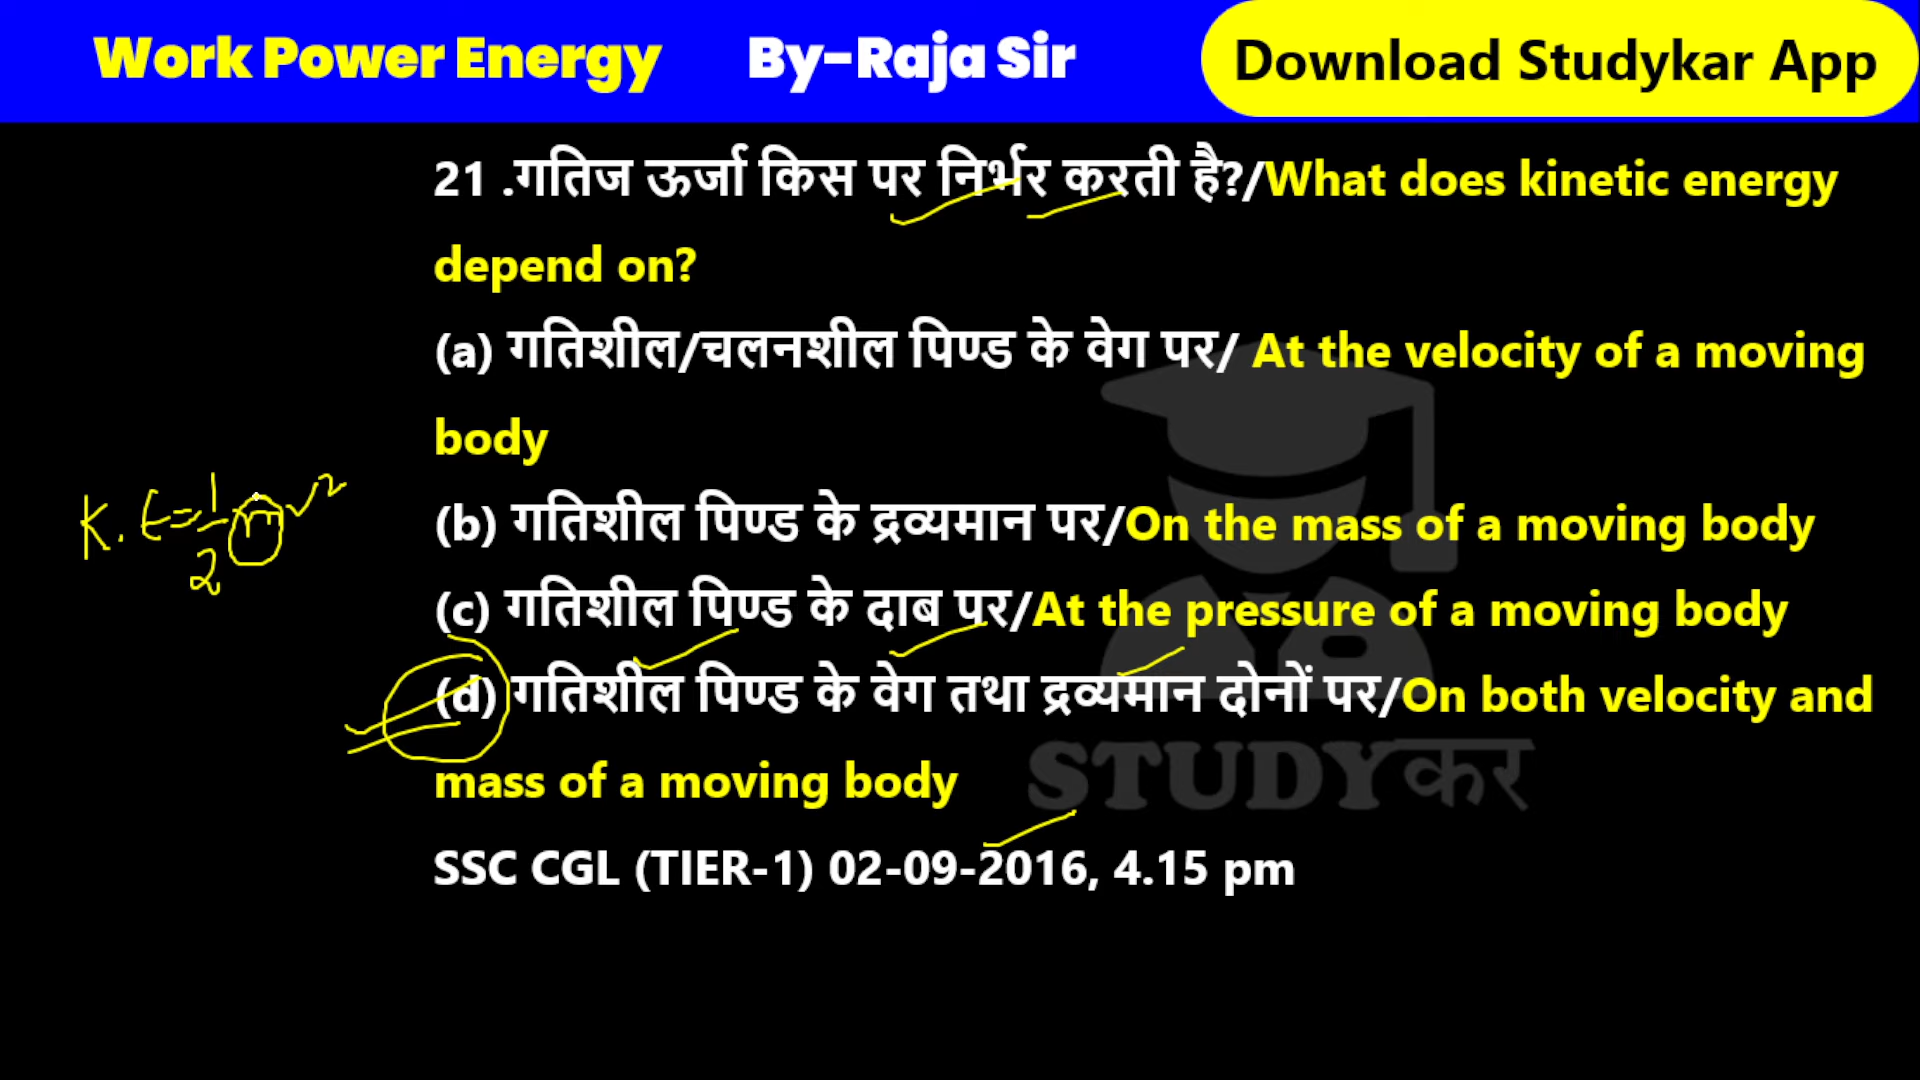 Work Power Energy By-Raja Sir Download Studykar App
21 .गतिज ऊर्जा किस पर निर्भर करती है?/What does kinetic energy
depend on?
(a) गतिशील/चलनशील पिण्ड के वेग पर/ At the velocity of a moving
body
K.E=1/2 mv²
(b) गतिशील पिण्ड के द्रव्यमान पर/On the mass of a moving body
(c) गतिशील पिण्ड के दाब पर/At the pressure of a moving body
(d) गतिशील पिण्ड के वेग तथा द्रव्यमान दोनों पर/On both velocity and
mass of a moving body
STUDYकर
SSC CGL (TIER-1) 02-09-2016, 4.15 pm